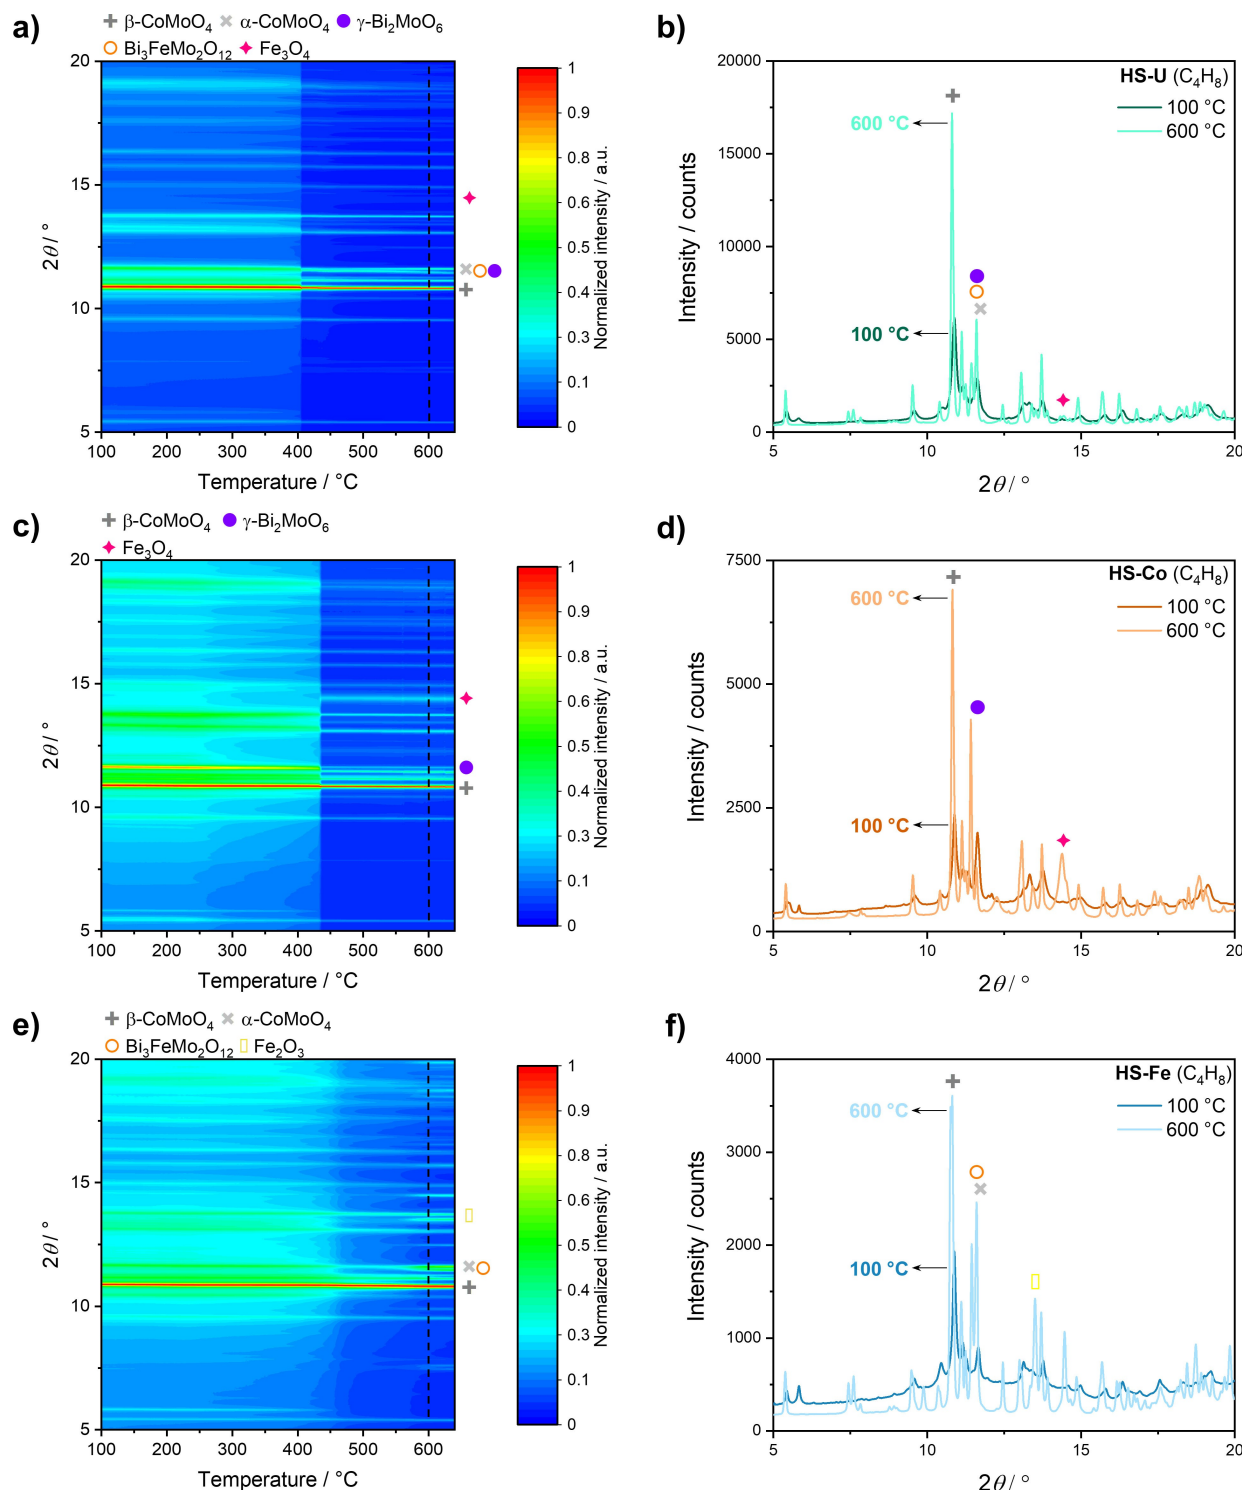 a)
β-CoMoO₄ α-CoMoO₄ γ-Bi₂MoO₆
Bi₃FeMo₂O₁₂ Fe₃O₄
20
15
10
5
2θ / °
100 200 300 400 500 600
Temperature / °C
1
0.9
0.8
0.7
0.6
0.5
0.4
0.3
0.2
0.1
0
Normalized intensity / a.u.
b)
20000
15000
10000
5000
0
Intensity / counts
HS-U (C₄H₈)
100 °C
600 °C
600 °C
100 °C
5 10 15 20
2θ / °
c)
β-CoMoO₄ γ-Bi₂MoO₆
Fe₃O₄
20
15
10
5
2θ / °
100 200 300 400 500 600
Temperature / °C
1
0.9
0.8
0.7
0.6
0.5
0.4
0.3
0.2
0.1
0
Normalized intensity / a.u.
d)
7500
5000
2500
0
Intensity / counts
HS-Co (C₄H₈)
100 °C
600 °C
600 °C
100 °C
5 10 15 20
2θ / °
e)
β-CoMoO₄ α-CoMoO₄
Bi₃FeMo₂O₁₂ Fe₂O₃
20
15
10
5
2θ / °
100 200 300 400 500 600
Temperature / °C
1
0.9
0.8
0.7
0.6
0.5
0.4
0.3
0.2
0.1
0
Normalized intensity / a.u.
f)
4000
3000
2000
1000
0
Intensity / counts
HS-Fe (C₄H₈)
100 °C
600 °C
600 °C
100 °C
5 10 15 20
2θ / °